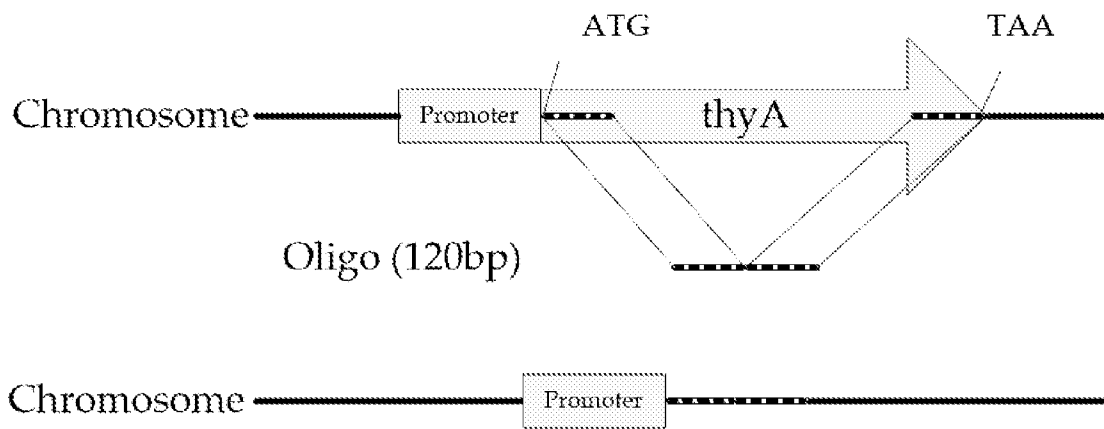 ATG
TAA
Chromosome
Promoter
thyA
Oligo (120bp)
Chromosome
Promoter